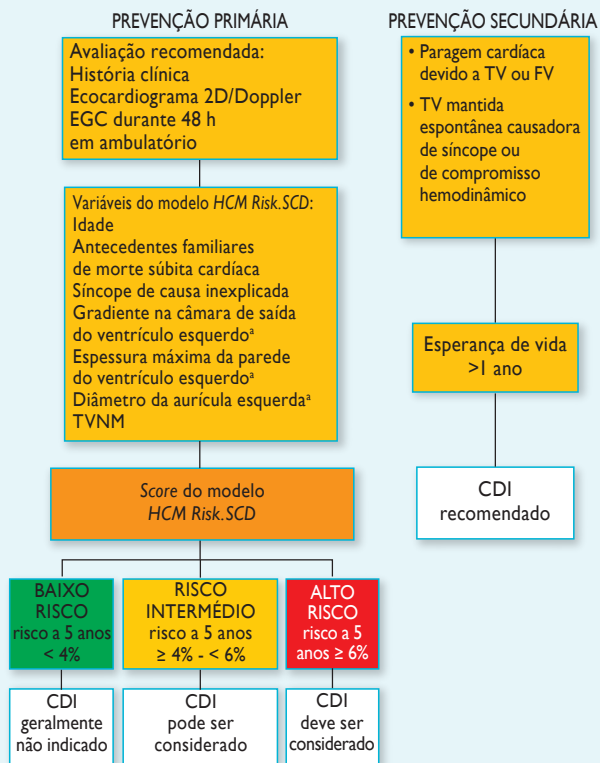 PREVENÇÃO PRIMÁRIA
Avaliação recomendada:
História clínica
Ecocardiograma 2D/Doppler
EGC durante 48 h
em ambulatório
Variáveis do modelo HCM Risk.SCD:
Idade
Antecedentes familiares
de morte súbita cardíaca
Síncope de causa inexplicada
Gradiente na câmara de saída
do ventrículo esquerdoª
Espessura máxima da parede
do ventrículo esquerdoª
Diâmetro da aurícula esquerdaª
TVNM
Score do modelo
HCM Risk.SCD
BAIXO
RISCO
risco a 5 anos
< 4%
CDI
geralmente
não indicado
RISCO
INTERMÉDIO
risco a 5 anos
≥ 4% - < 6%
CDI
pode ser
considerado
ALTO
RISCO
risco a 5
anos ≥ 6%
CDI
deve ser
considerado
PREVENÇÃO SECUNDÁRIA
• Paragem cardíaca
devido a TV ou FV
• TV mantida
espontânea causadora
de síncope ou
de compromisso
hemodinâmico
Esperança de vida
>1 ano
CDI
recomendado